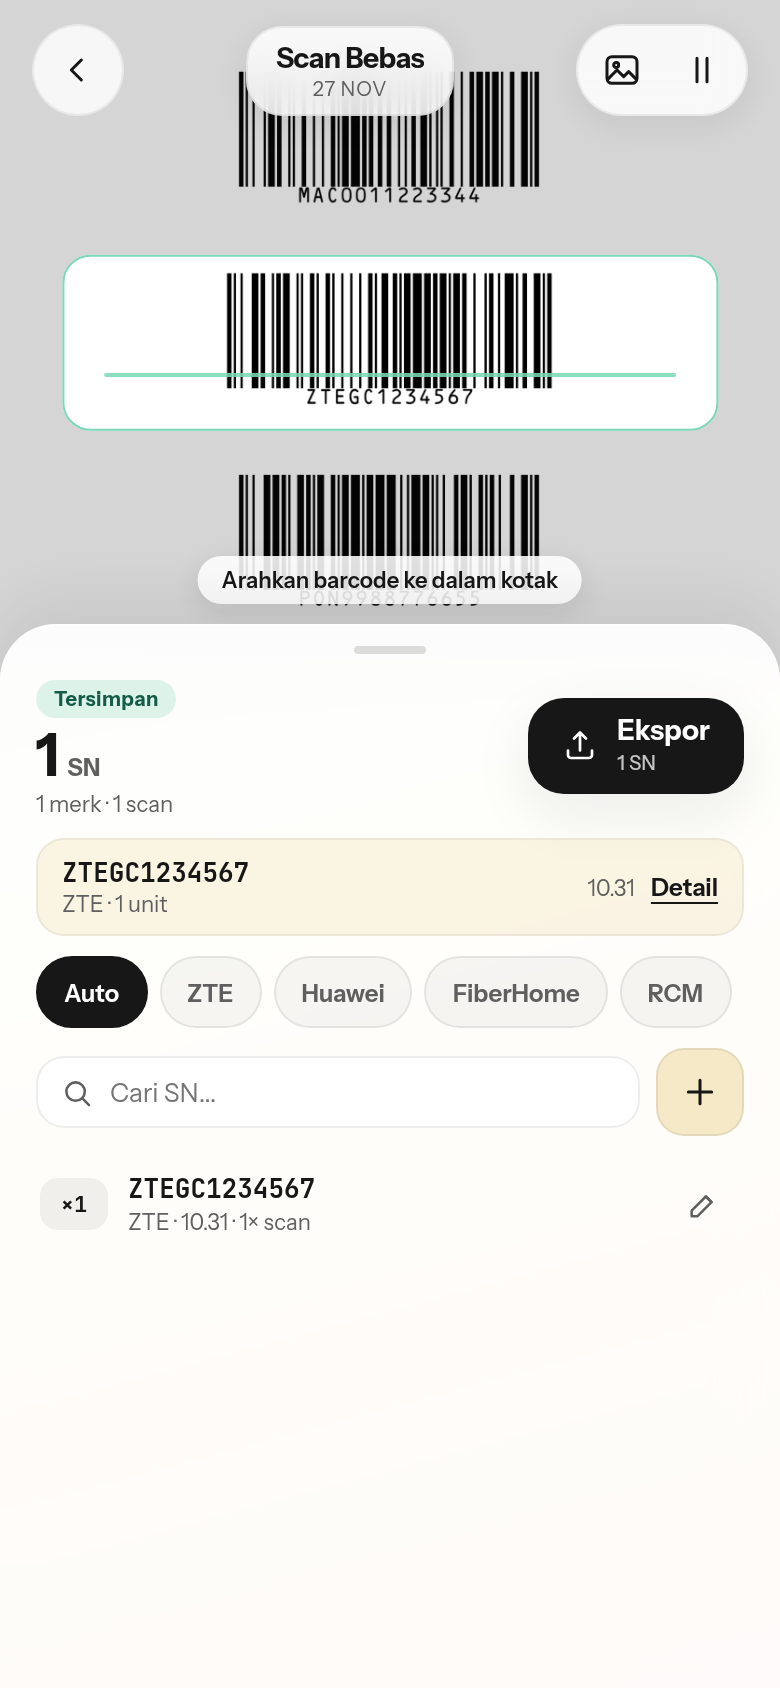 Scan Bebas
27 NOV
MAC001122334​4
ZTEGC1234567
Arahkan barcode ke dalam kotak
PON9988776655
Tersimpan
1 SN
1 merk · 1 scan
Ekspor
1 SN
ZTEGC1234567
ZTE · 1 unit
10.31 Detail
Auto ZTE Huawei FiberHome RCM
Cari SN...
×1
ZTEGC1234567
ZTE · 10.31 · 1× scan